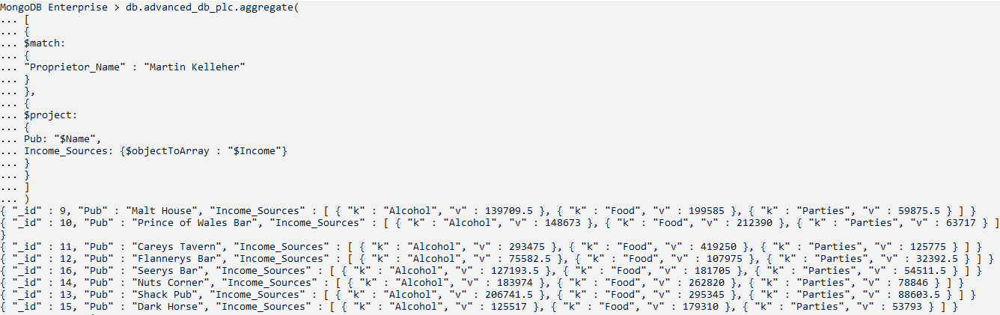 MongoDB Enterprise > db.advanced_db_plc.aggregate(
... [
... {
... $match:
... {
... "Proprietor_Name" : "Martin Kelleher"
... }
... },
... {
... $project:
... {
... Pub: "$Name",
... Income_Sources: {$objectToArray : "$Income"}
... }
... }
... ]
... )
{ "_id" : 9, "Pub" : "Malt House", "Income_Sources" : [ { "k" : "Alcohol", "v" : 139709.5 }, { "k" : "Food", "v" : 199585 }, { "k" : "Parties", "v" : 59875.5 } ] }
{ "_id" : 10, "Pub" : "Prince of Wales Bar", "Income_Sources" : [ { "k" : "Alcohol", "v" : 148673 }, { "k" : "Food", "v" : 212390 }, { "k" : "Parties", "v" : 63717 } ]
}
{ "_id" : 11, "Pub" : "Careys Tavern", "Income_Sources" : [ { "k" : "Alcohol", "v" : 293475 }, { "k" : "Food", "v" : 419250 }, { "k" : "Parties", "v" : 125775 } ] }
{ "_id" : 12, "Pub" : "Flannerys Bar", "Income_Sources" : [ { "k" : "Alcohol", "v" : 75582.5 }, { "k" : "Food", "v" : 107975 }, { "k" : "Parties", "v" : 32392.5 } ] }
{ "_id" : 16, "Pub" : "Seerys Bar", "Income_Sources" : [ { "k" : "Alcohol", "v" : 127193.5 }, { "k" : "Food", "v" : 181705 }, { "k" : "Parties", "v" : 54511.5 } ] }
{ "_id" : 14, "Pub" : "Nuts Corner", "Income_Sources" : [ { "k" : "Alcohol", "v" : 183974 }, { "k" : "Food", "v" : 262820 }, { "k" : "Parties", "v" : 78846 } ] }
{ "_id" : 13, "Pub" : "Shack Pub", "Income_Sources" : [ { "k" : "Alcohol", "v" : 206741.5 }, { "k" : "Food", "v" : 295345 }, { "k" : "Parties", "v" : 88603.5 } ] }
{ "_id" : 15, "Pub" : "Dark Horse", "Income_Sources" : [ { "k" : "Alcohol", "v" : 125517 }, { "k" : "Food", "v" : 179310 }, { "k" : "Parties", "v" : 53793 } ] }